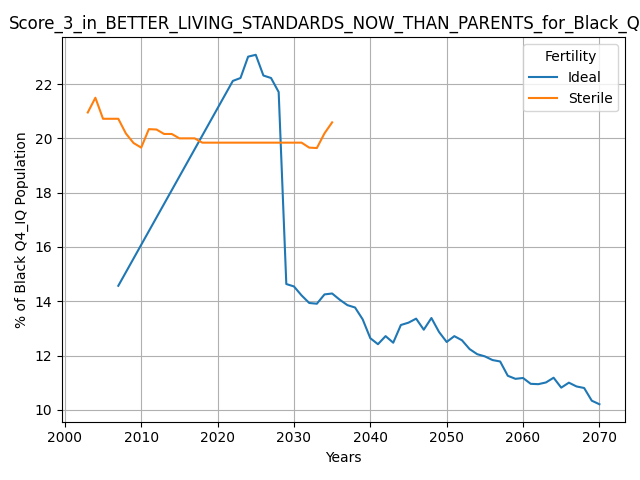 Score_3_in_BETTER_LIVING_STANDARDS_NOW_THAN_PARENTS_for_Black_Q
Fertility
Ideal
Sterile
% of Black Q4_IQ Population
22
20
18
16
14
12
10
2000 2010 2020 2030 2040 2050 2060 2070
Years